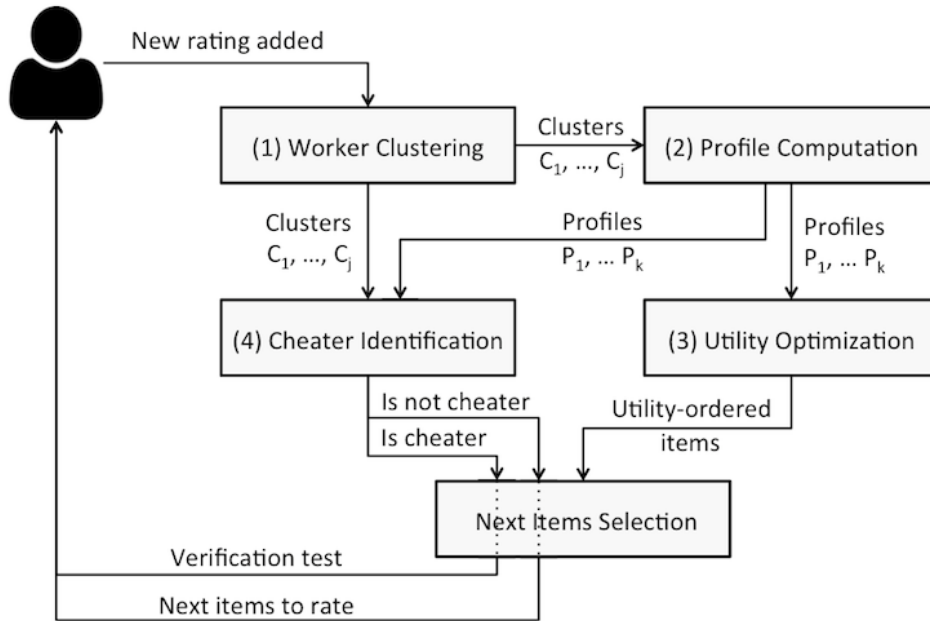 New rating added
(1) Worker Clustering
Clusters
C1, ..., Cj
(2) Profile Computation
Clusters
C1, ..., Cj
Profiles
P1, ... Pk
Profiles
P1, ... Pk
(4) Cheater Identification
(3) Utility Optimization
Is not cheater
Is cheater
Utility-ordered
items
Next Items Selection
Verification test
Next items to rate